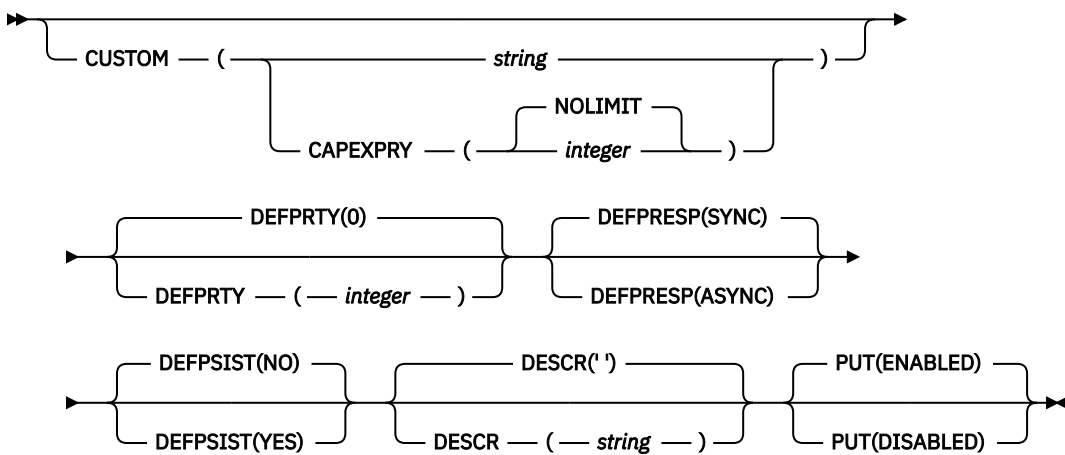 CUSTOM ( string )
NOLIMIT
CAPEXPRY ( integer )
DEFPRTY(0) DEFPRESP(SYNC)
DEFPRTY ( integer ) DEFPRESP(ASYNC)
DEFPSIST(NO) DESCR(' ') PUT(ENABLED)
DEFPSIST(YES) DESCR ( string ) PUT(DISABLED)